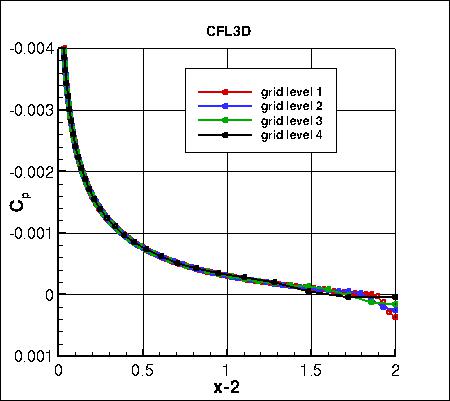 CFL3D
-0.004
-0.003
-0.002
-0.001
0
0.001
Cp
grid level 1
grid level 2
grid level 3
grid level 4
0 0.5 1 1.5 2
x-2